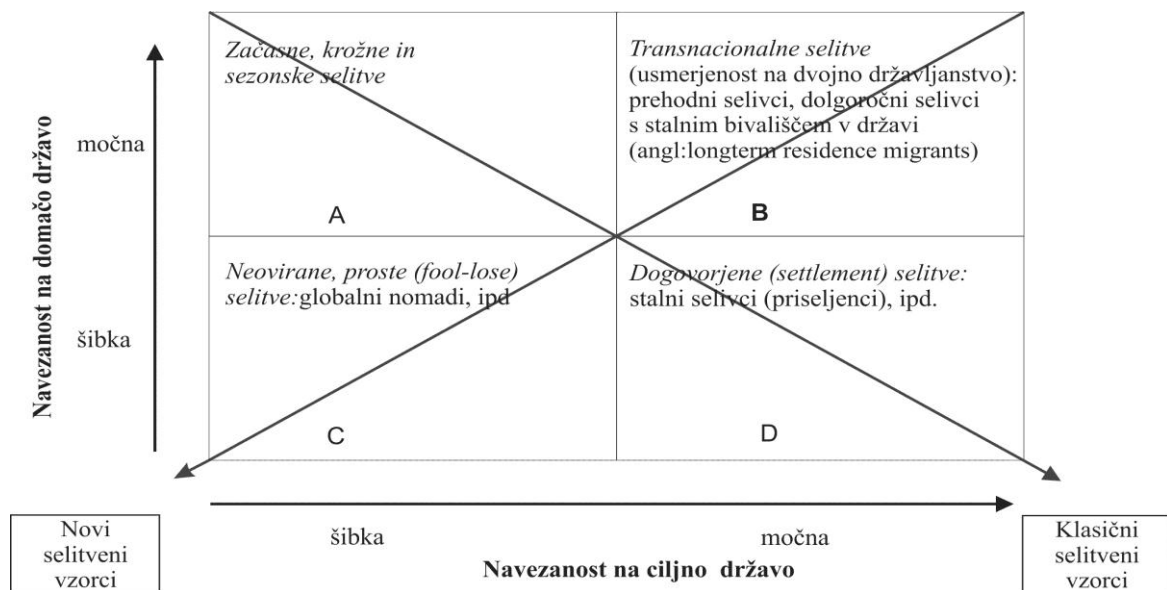 Navezanost na domačo državo
močna
šibka
Začasne, krožne in
sezonske selitve
A
Transnacionalne selitve
(usmerjenost na dvojno državljanstvo):
prehodni selivci, dolgoročni selivci
s stalnim bivališčem v državi
(angl:longterm residence migrants)
B
Neovirane, proste (fool-lose)
selitve:globalni nomadi, ipd
C
Dogovorjene (settlement) selitve:
stalni selivci (priseljenci), ipd.
D
Novi
selitveni
vzorci
šibka
močna
Navezanost na ciljno državo
Klasični
selitveni
vzorci